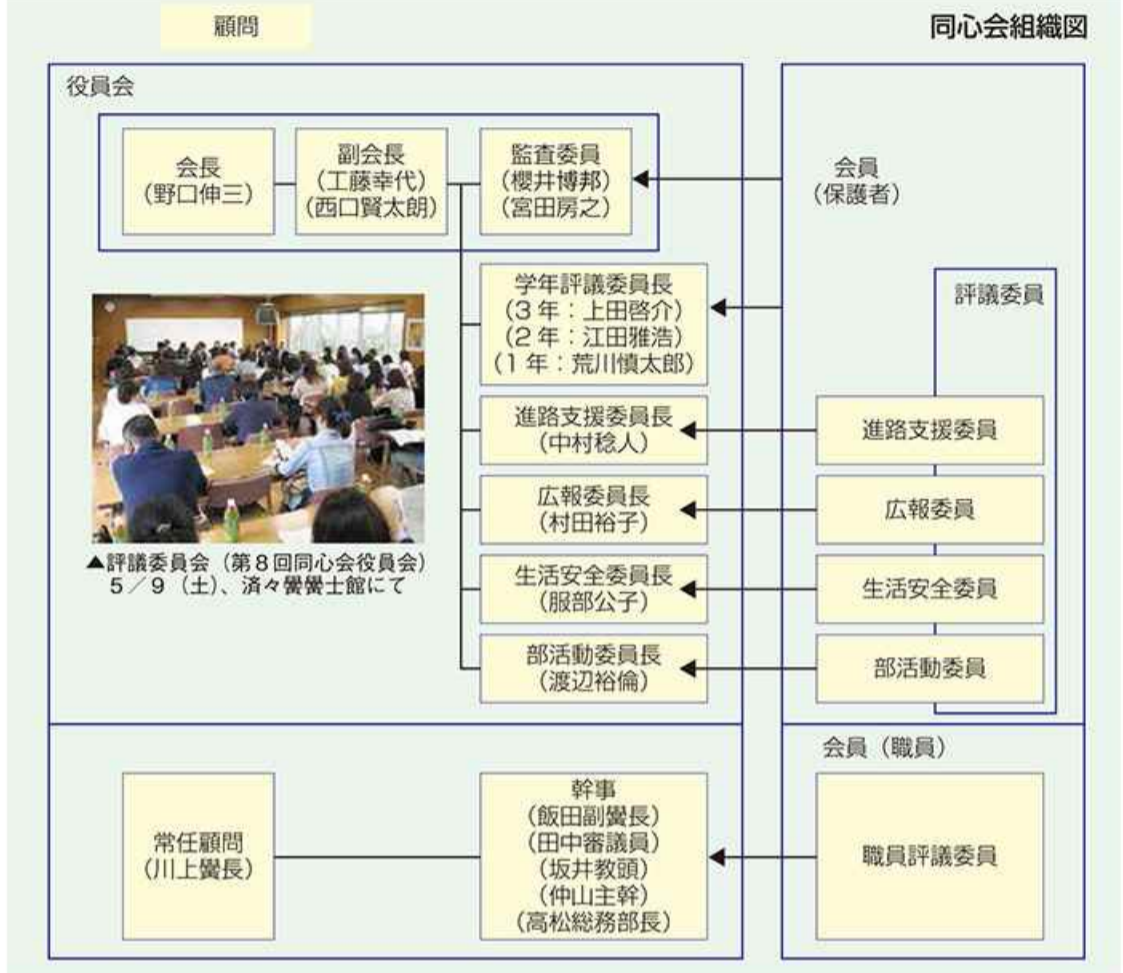 顧問
同心会組織図
役員会
会長
(野口伸三)
副会長
(工藤幸代)
(西口賢太朗)
監査委員
(櫻井博邦)
(宮田房之)
会員
(保護者)
学年評議委員長
(3年:上田啓介)
(2年:江田雅浩)
(1年:荒川慎太郎)
評議委員
進路支援委員長
(中村稔人)
進路支援委員
広報委員長
(村田裕子)
広報委員
▲評議委員会(第8回同心会役員会)
5/9(土)、済々黌黌士館にて
生活安全委員長
(服部公子)
生活安全委員
部活動委員長
(渡辺裕倫)
部活動委員
会員(職員)
常任顧問
(川上黌長)
幹事
(飯田副黌長)
(田中審議員)
(坂井教頭)
(仲山主幹)
(高松総務部長)
職員評議委員